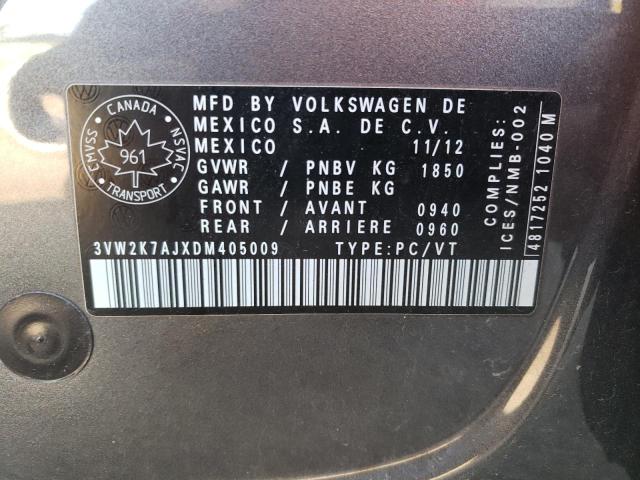 MFD BY VOLKSWAGEN DE
MEXICO S.A. DE C.V.
MEXICO 11/12
GVWR / PNBV KG 1850
GAWR / PNBE KG
FRONT / AVANT 0940
REAR / ARRIERE 0960
3VW2K7AJXDM405009 TYPE:PC/VT
CANADA
CMVSS
NSVAC
961
TRANSPORT
COMPLIES:
ICES/NMB-002
4817252 1040 M